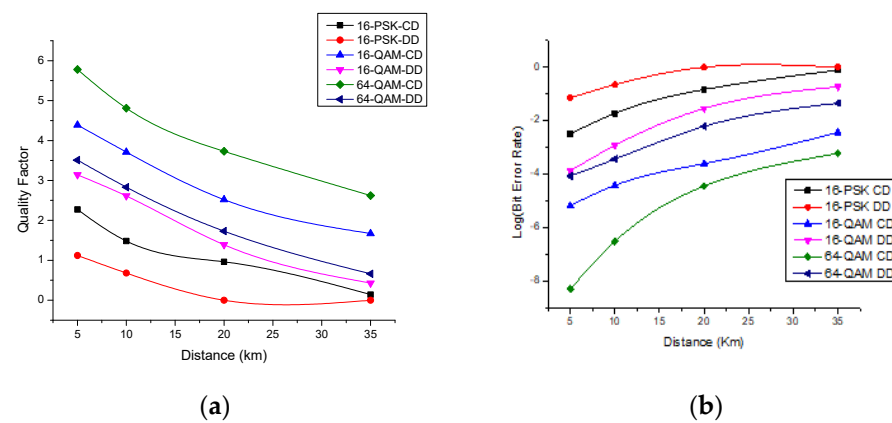 16-PSK-CD
16-PSK-DD
16-QAM-CD
16-QAM-DD
64-QAM-CD
64-QAM-DD
Quality Factor
6
5
4
3
2
1
0
5 10 15 20 25 30 35
Distance (km)
(a)
Log(Bit Error Rate)
0
-2
-4
-6
-8
16-PSK CD
16-PSK DD
16-QAM CD
16-QAM DD
64-QAM CD
64-QAM DD
5 10 15 20 25 30 35
Distance (Km)
(b)